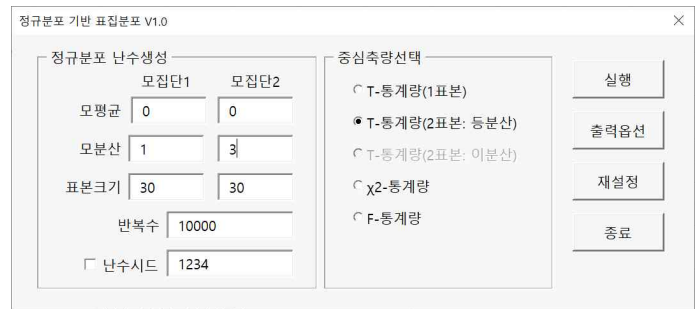 정규분포 기반 표집분포 V1.0
정규분포 난수생성
모집단1 모집단2
모평균 0 0
모분산 1 3
표본크기 30 30
반복수 10000
난수시드 1234
중심축량선택
T-통계량(1표본)
T-통계량(2표본: 등분산)
T-통계량(2표본: 이분산)
χ2-통계량
F-통계량
실행
출력옵션
재설정
종료